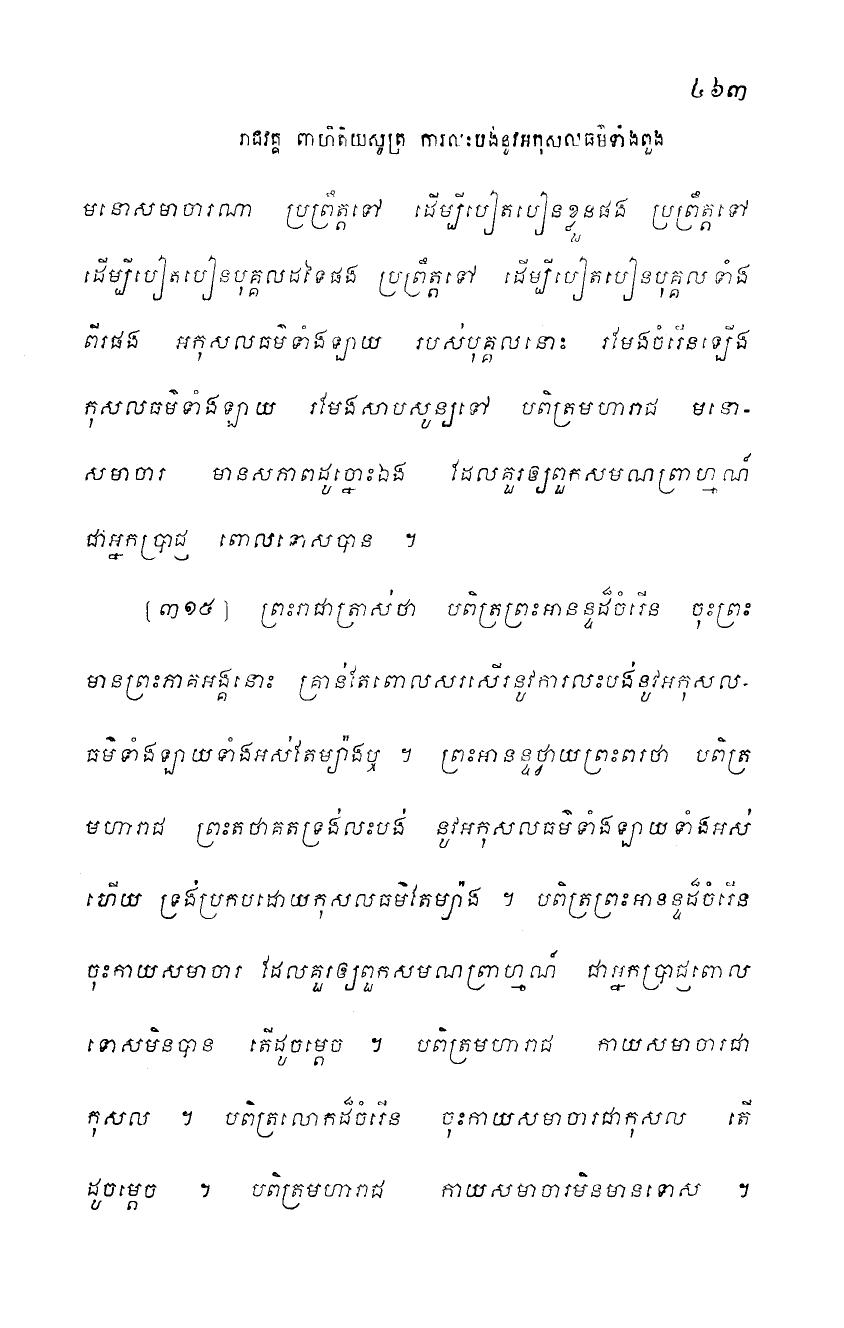 ៤៦៣
រាជវគ្គ ពាហិតិយសូត្រ ការលះបង់នូវអកុសលធម៌ទាំងពួង
មនោសមាចារណា ប្រព្រឹត្តទៅ ដើម្បីបៀតបៀនខ្លួនផង ប្រព្រឹត្តទៅ
ដើម្បីបៀតបៀនបុគ្គលដទៃផង ប្រព្រឹត្តទៅ ដើម្បីបៀតបៀនបុគ្គល ទាំង
ពីរផង អកុសលធម៌ទាំងឡាយ របស់បុគ្គលនោះ រមែងចំរើនឡើង
កុសលធម៌ទាំងឡាយ រមែងសាបសូន្យទៅ បពិត្រមហារាជ មនោ-
សមាចារ មានសភាពដូច្នោះឯង ដែលគួរឲ្យពួកសមណព្រាហ្មណ៍
ជាអ្នកប្រាជ្ញ ពោលទោសបាន ។
[៣១៥] ព្រះរាជាត្រាស់ថា បពិត្រព្រះអានន្ទដ៏ចំរើន ចុះព្រះ
មានព្រះភាគអង្គនោះ គ្រាន់តែពោលសរសើរនូវការលះបង់នូវអកុសល-
ធម៌ទាំងឡាយទាំងអស់តែម្យ៉ាងឬ ។ ព្រះអានន្ទថ្វាយព្រះពរថា បពិត្រ
មហារាជ ព្រះតថាគតទ្រង់លះបង់ នូវអកុសលធម៌ទាំងឡាយទាំងអស់
ហើយ ទ្រង់ប្រកបដោយកុសលធម៌តែម្យ៉ាង ។ បពិត្រព្រះអានន្ទដ៏ចំរើន
ចុះកាយសមាចារ ដែលគួរឲ្យពួកសមណព្រាហ្មណ៍ ជាអ្នកប្រាជ្ញពោល
ទោសមិនបាន តើដូចម្តេច ។ បពិត្រមហារាជ កាយសមាចារជា
កុសល ។ បពិត្រលោកដ៏ចំរើន ចុះកាយសមាចារជាកុសល តើ
ដូចម្តេច ។ បពិត្រមហារាជ កាយសមាចារមិនមានទោស ។